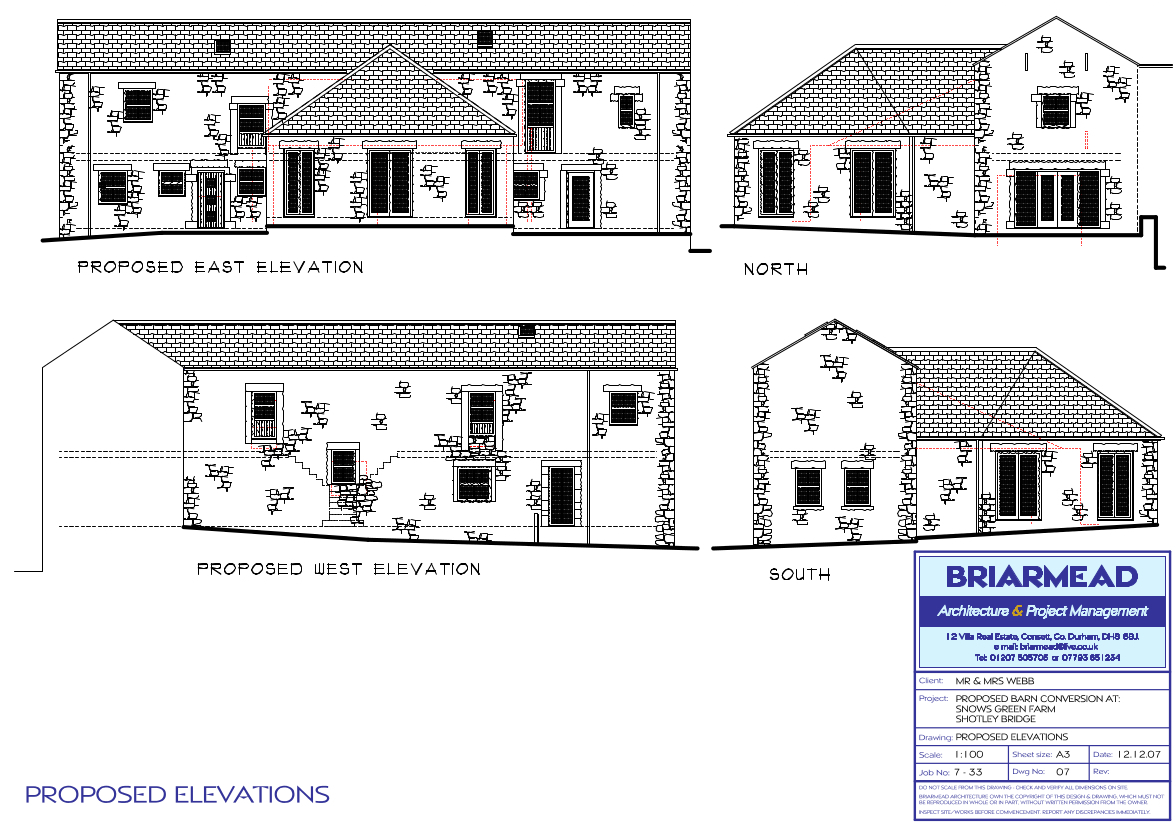 PROPOSED EAST ELEVATION
NORTH
PROPOSED WEST ELEVATION
SOUTH
BRIARMEAD
Architecture & Project Management
12 Villa Real Estate, Consett, Co. Durham, DH8 6BJ.
e mail: briarmead@live.co.uk
Tel: 01207 505705 or 07793 651254
Client: MR & MRS WEBB
Project: PROPOSED BARN CONVERSION AT:
SNOWS GREEN FARM
SHOTLEY BRIDGE
Drawing: PROPOSED ELEVATIONS
Scale: 1:100 Sheet size: A3 Date: 12.12.07
Job No: 7 - 33 Dwg No: 07 Rev:
DO NOT SCALE FROM THIS DRAWING - CHECK AND VERIFY ALL DIMENSIONS ON SITE.
BRIARMEAD ARCHITECTURE OWN THE COPYRIGHT OF THIS DESIGN & DRAWING, WHICH MUST NOT
BE REPRODUCED IN WHOLE OR IN PART, WITHOUT WRITTEN PERMISSION FROM THE OWNER.
INSPECT SITE/WORKS BEFORE COMMENCEMENT. REPORT ANY DISCREPANCIES IMMEDIATELY.
PROPOSED ELEVATIONS